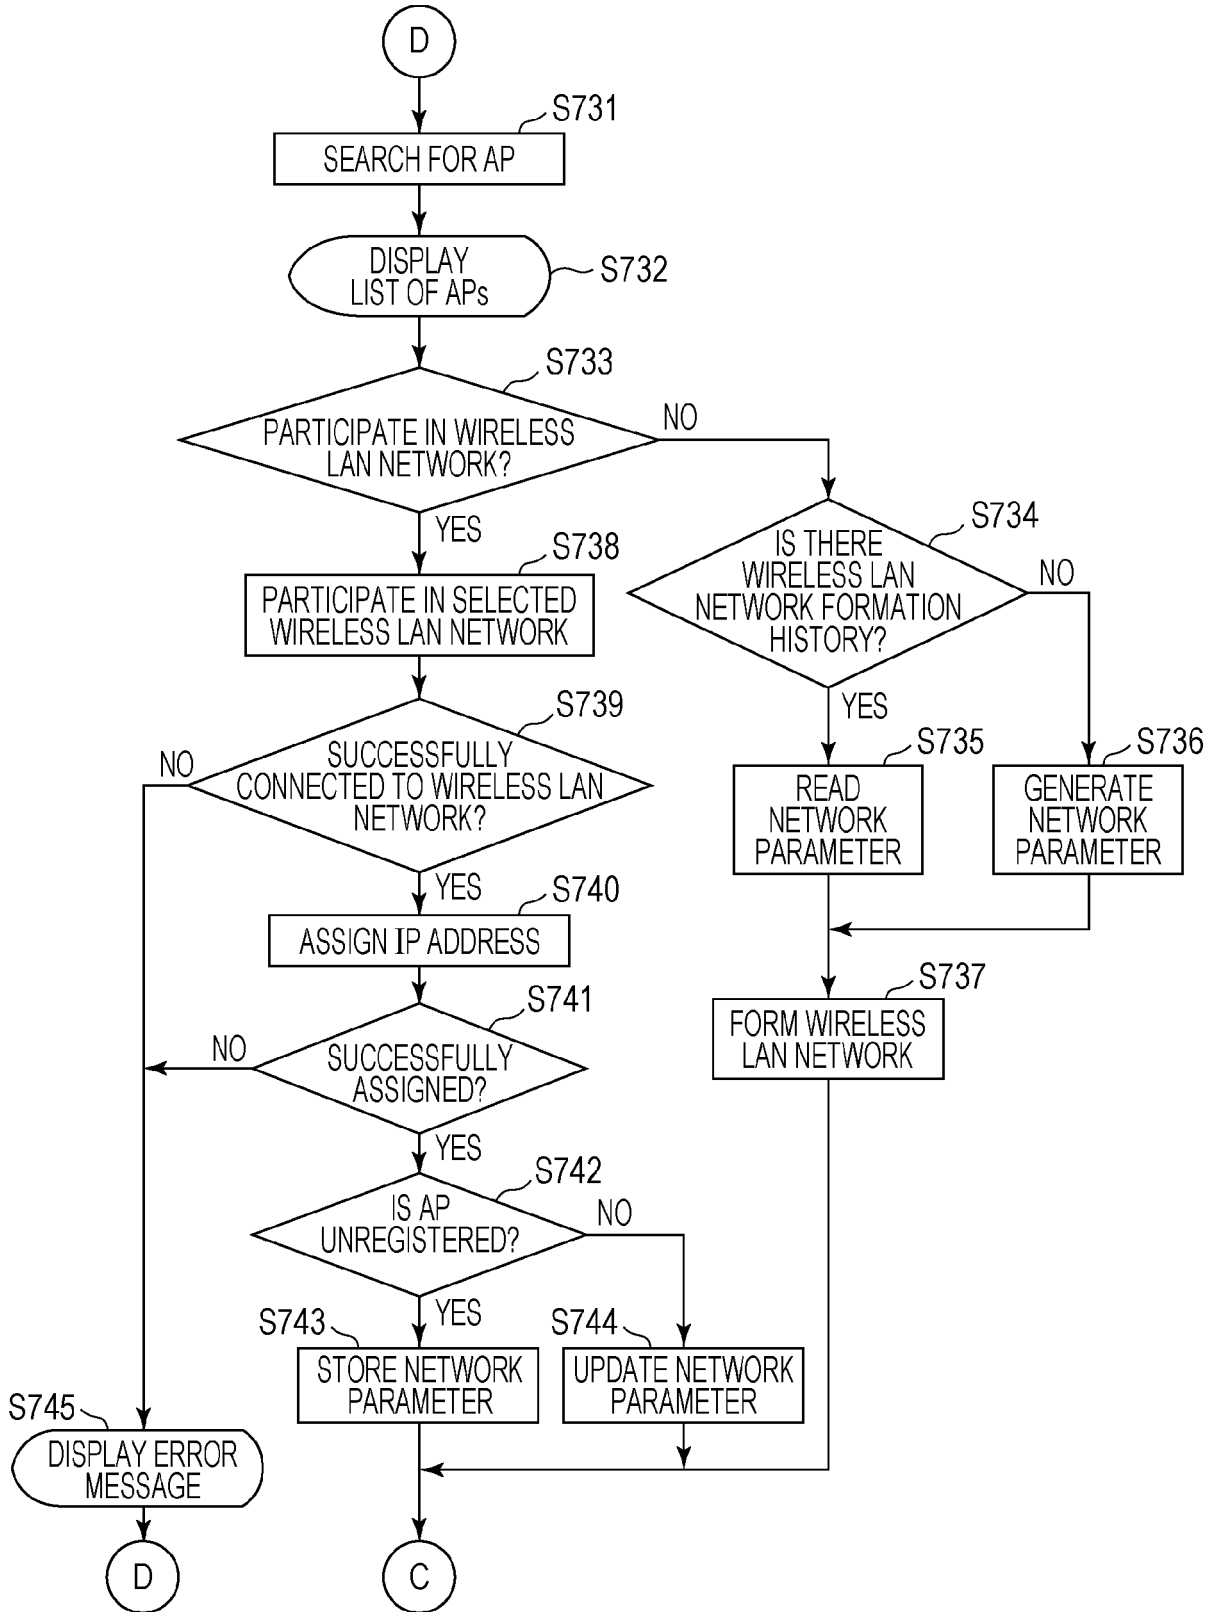 D
S731
SEARCH FOR AP
DISPLAY
LIST OF APs
S732
S733
PARTICIPATE IN WIRELESS
LAN NETWORK?
NO
YES
S734
IS THERE
WIRELESS LAN
NETWORK FORMATION
HISTORY?
NO
YES
S738
PARTICIPATE IN SELECTED
WIRELESS LAN NETWORK
S739
SUCCESSFULLY
CONNECTED TO WIRELESS LAN
NETWORK?
NO
YES
S735
READ
NETWORK
PARAMETER
S736
GENERATE
NETWORK
PARAMETER
S740
ASSIGN IP ADDRESS
S737
FORM WIRELESS
LAN NETWORK
S741
SUCCESSFULLY
ASSIGNED?
NO
YES
S742
IS AP
UNREGISTERED?
NO
YES
S743
STORE NETWORK
PARAMETER
S744
UPDATE NETWORK
PARAMETER
S745
DISPLAY ERROR
MESSAGE
D
C